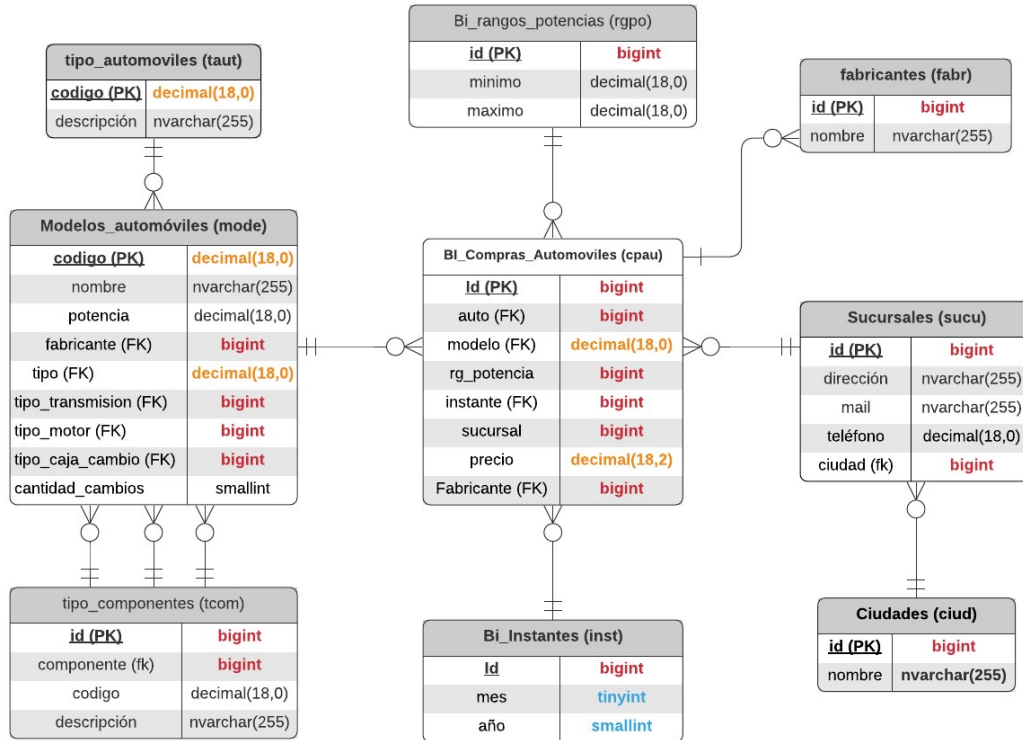 Bi_rangos_potencias (rgpo)
id (PK) bigint
minimo decimal(18,0)
maximo decimal(18,0)
tipo_automoviles (taut)
codigo (PK) decimal(18,0)
descripción nvarchar(255)
fabricantes (fabr)
id (PK) bigint
nombre nvarchar(255)
Modelos_automóviles (mode)
codigo (PK) decimal(18,0)
nombre nvarchar(255)
potencia decimal(18,0)
fabricante (FK) bigint
tipo (FK) decimal(18,0)
tipo_transmision (FK) bigint
tipo_motor (FK) bigint
tipo_caja_cambio (FK) bigint
cantidad_cambios smallint
BI_Compras_Automoviles (cpau)
Id (PK) bigint
auto (FK) bigint
modelo (FK) decimal(18,0)
rg_potencia bigint
instante (FK) bigint
sucursal bigint
precio decimal(18,2)
Fabricante (FK) bigint
Sucursales (sucu)
id (PK) bigint
dirección nvarchar(255)
mail nvarchar(255)
teléfono decimal(18,0)
ciudad (fk) bigint
tipo_componentes (tcom)
id (PK) bigint
componente (fk) bigint
codigo decimal(18,0)
descripción nvarchar(255)
Bi_Instantes (inst)
Id bigint
mes tinyint
año smallint
Ciudades (ciud)
id (PK) bigint
nombre nvarchar(255)